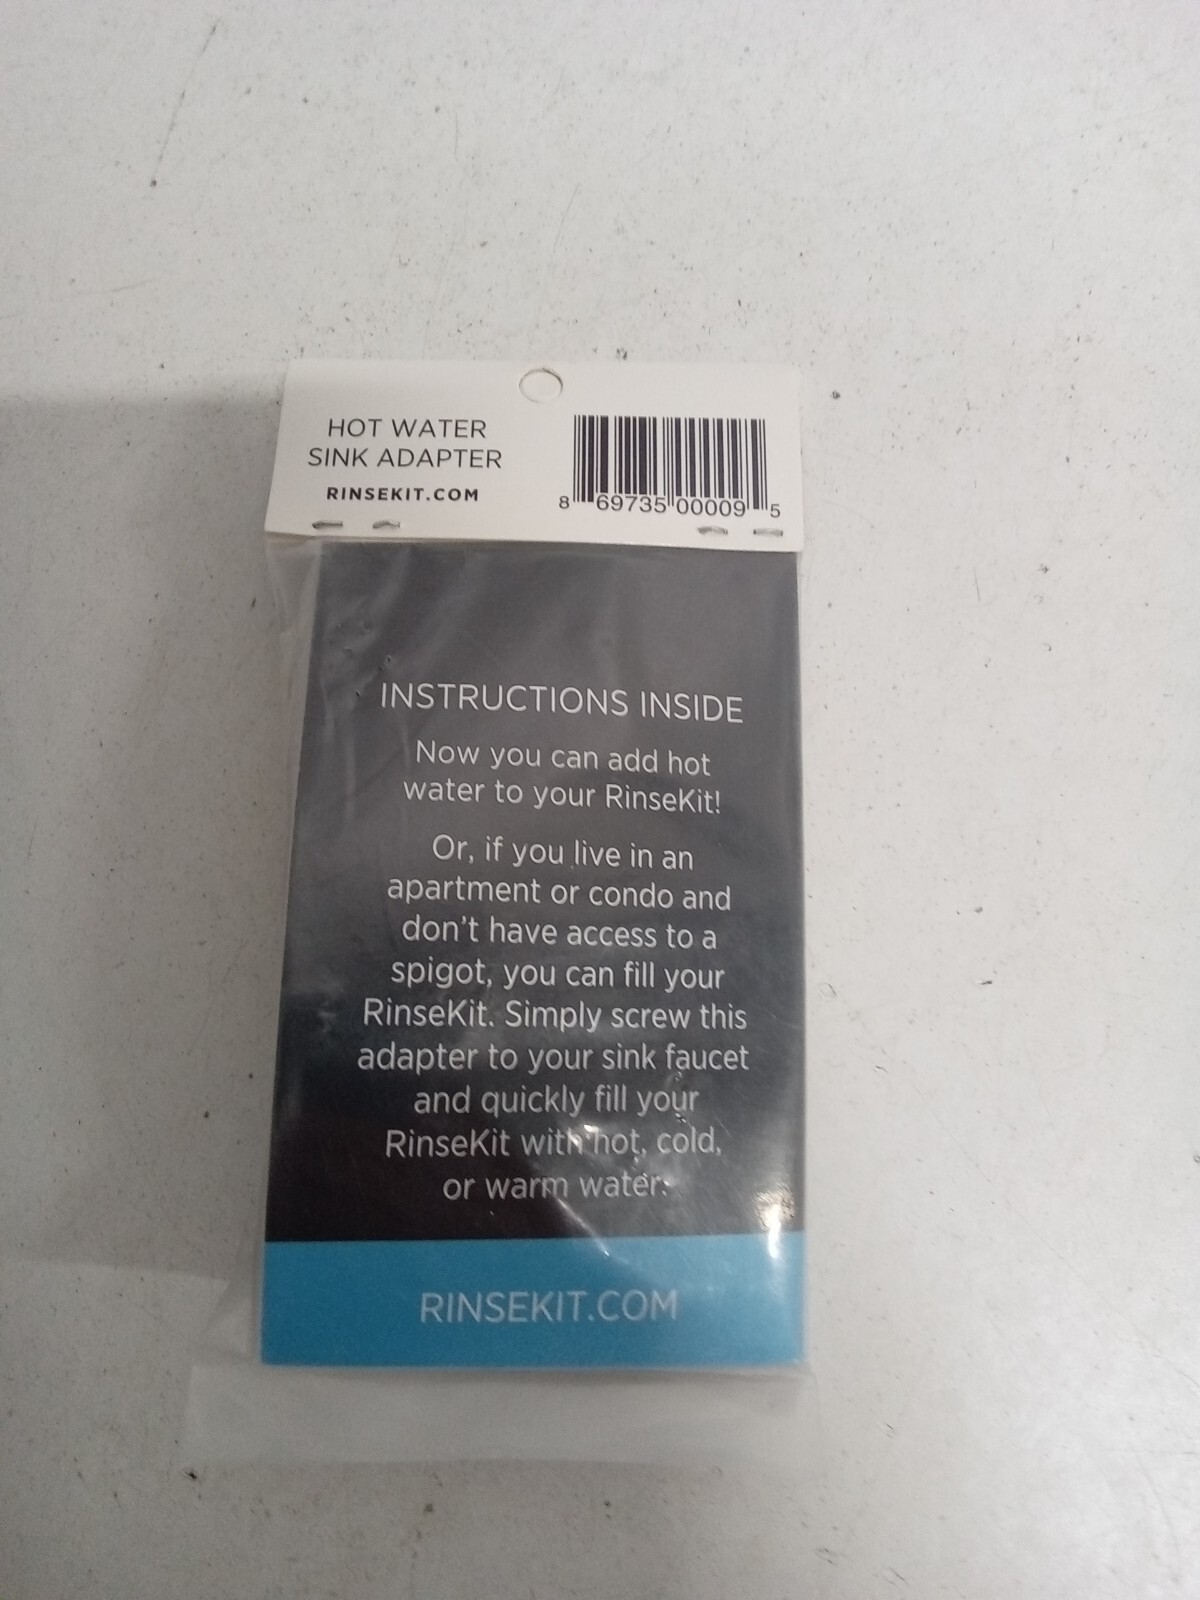 HOT WATER
SINK ADAPTER
RINSEKIT.COM
8 69735 00009 5
INSTRUCTIONS INSIDE
Now you can add hot
water to your RinseKit!
Or, if you live in an
apartment or condo and
don't have access to a
spigot, you can fill your
RinseKit. Simply screw this
adapter to your sink faucet
and quickly fill your
RinseKit with hot, cold,
or warm water.
RINSEKIT.COM